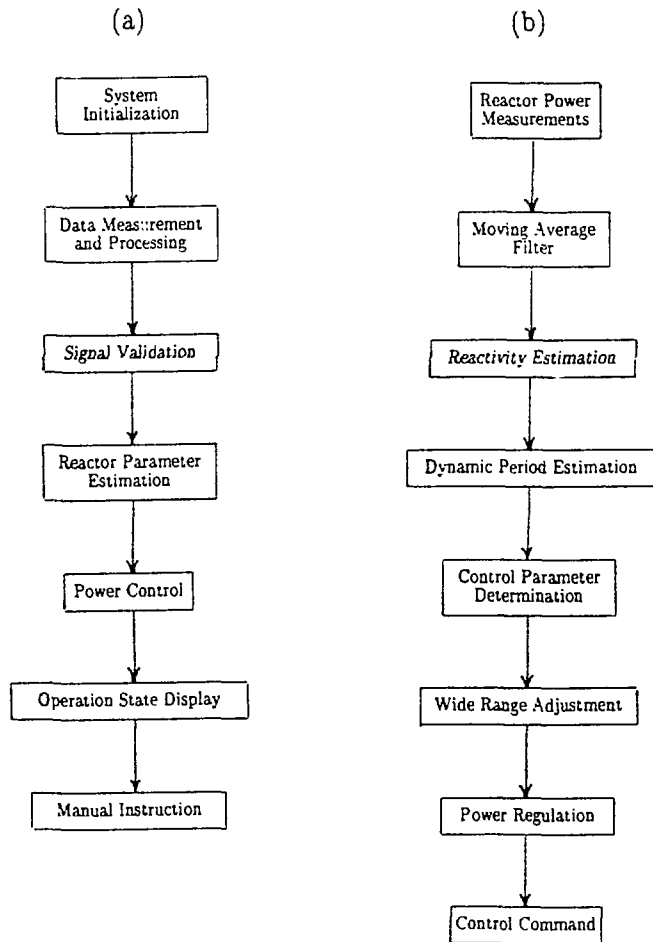 (a)
System
Initialization
Data Measurement
and Processing
Signal Validation
Reactor Parameter
Estimation
Power Control
Operation State Display
Manual Instruction
(b)
Reactor Power
Measurements
Moving Average
Filter
Reactivity Estimation
Dynamic Period Estimation
Control Parameter
Determination
Wide Range Adjustment
Power Regulation
Control Command